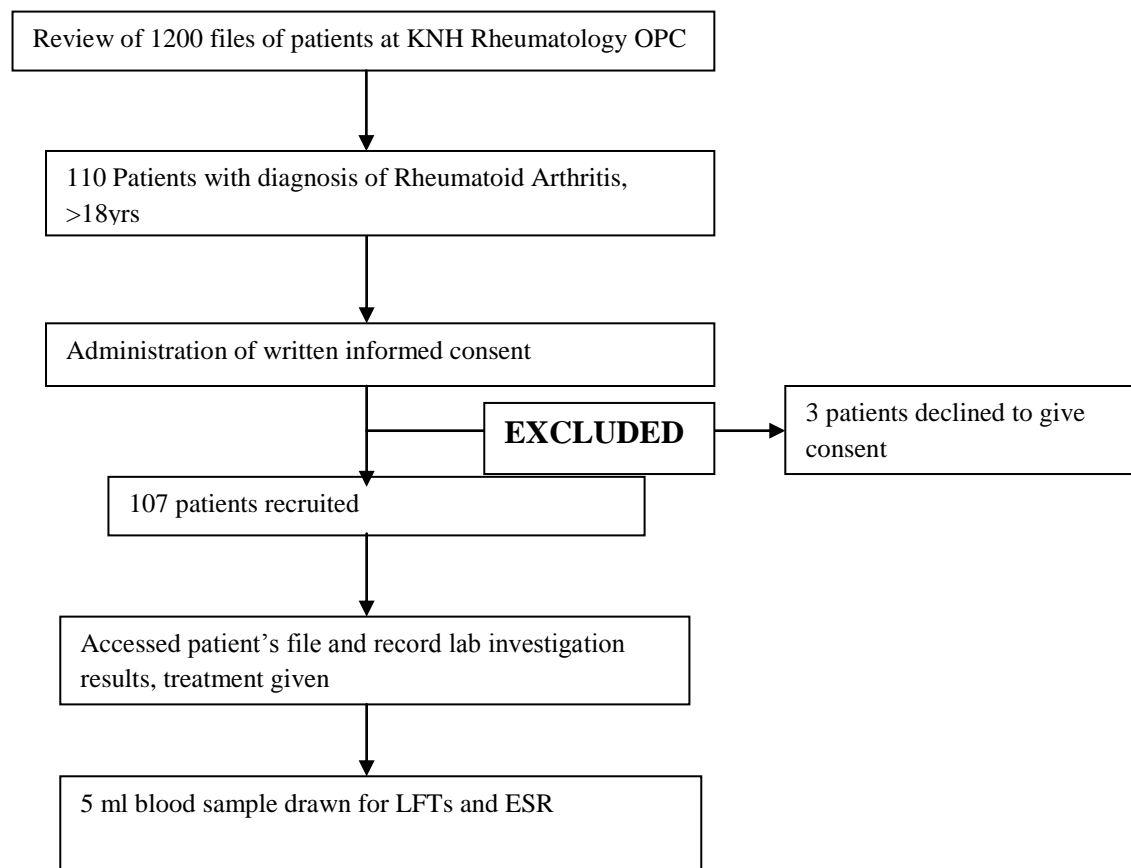 Review of 1200 files of patients at KNH Rheumatology OPC
110 Patients with diagnosis of Rheumatoid Arthritis,
>18yrs
Administration of written informed consent
EXCLUDED
3 patients declined to give
consent
107 patients recruited
Accessed patient’s file and record lab investigation
results, treatment given
5 ml blood sample drawn for LFTs and ESR